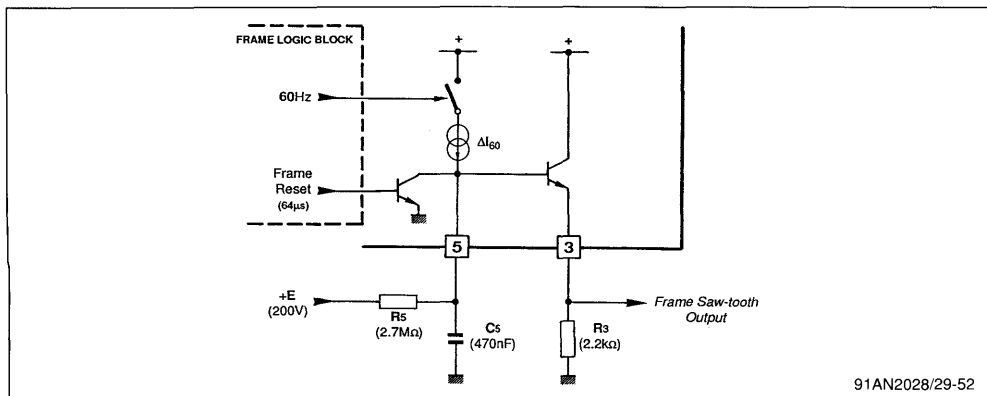 FRAME LOGIC BLOCK
+
+
60Hz
ΔI60
Frame
Reset
(64µs)
5
3
+E
(200V)
R5
(2.7MΩ)
C5
(470nF)
Frame Saw-tooth
Output
R3
(2.2kΩ)
91AN2028/29-52